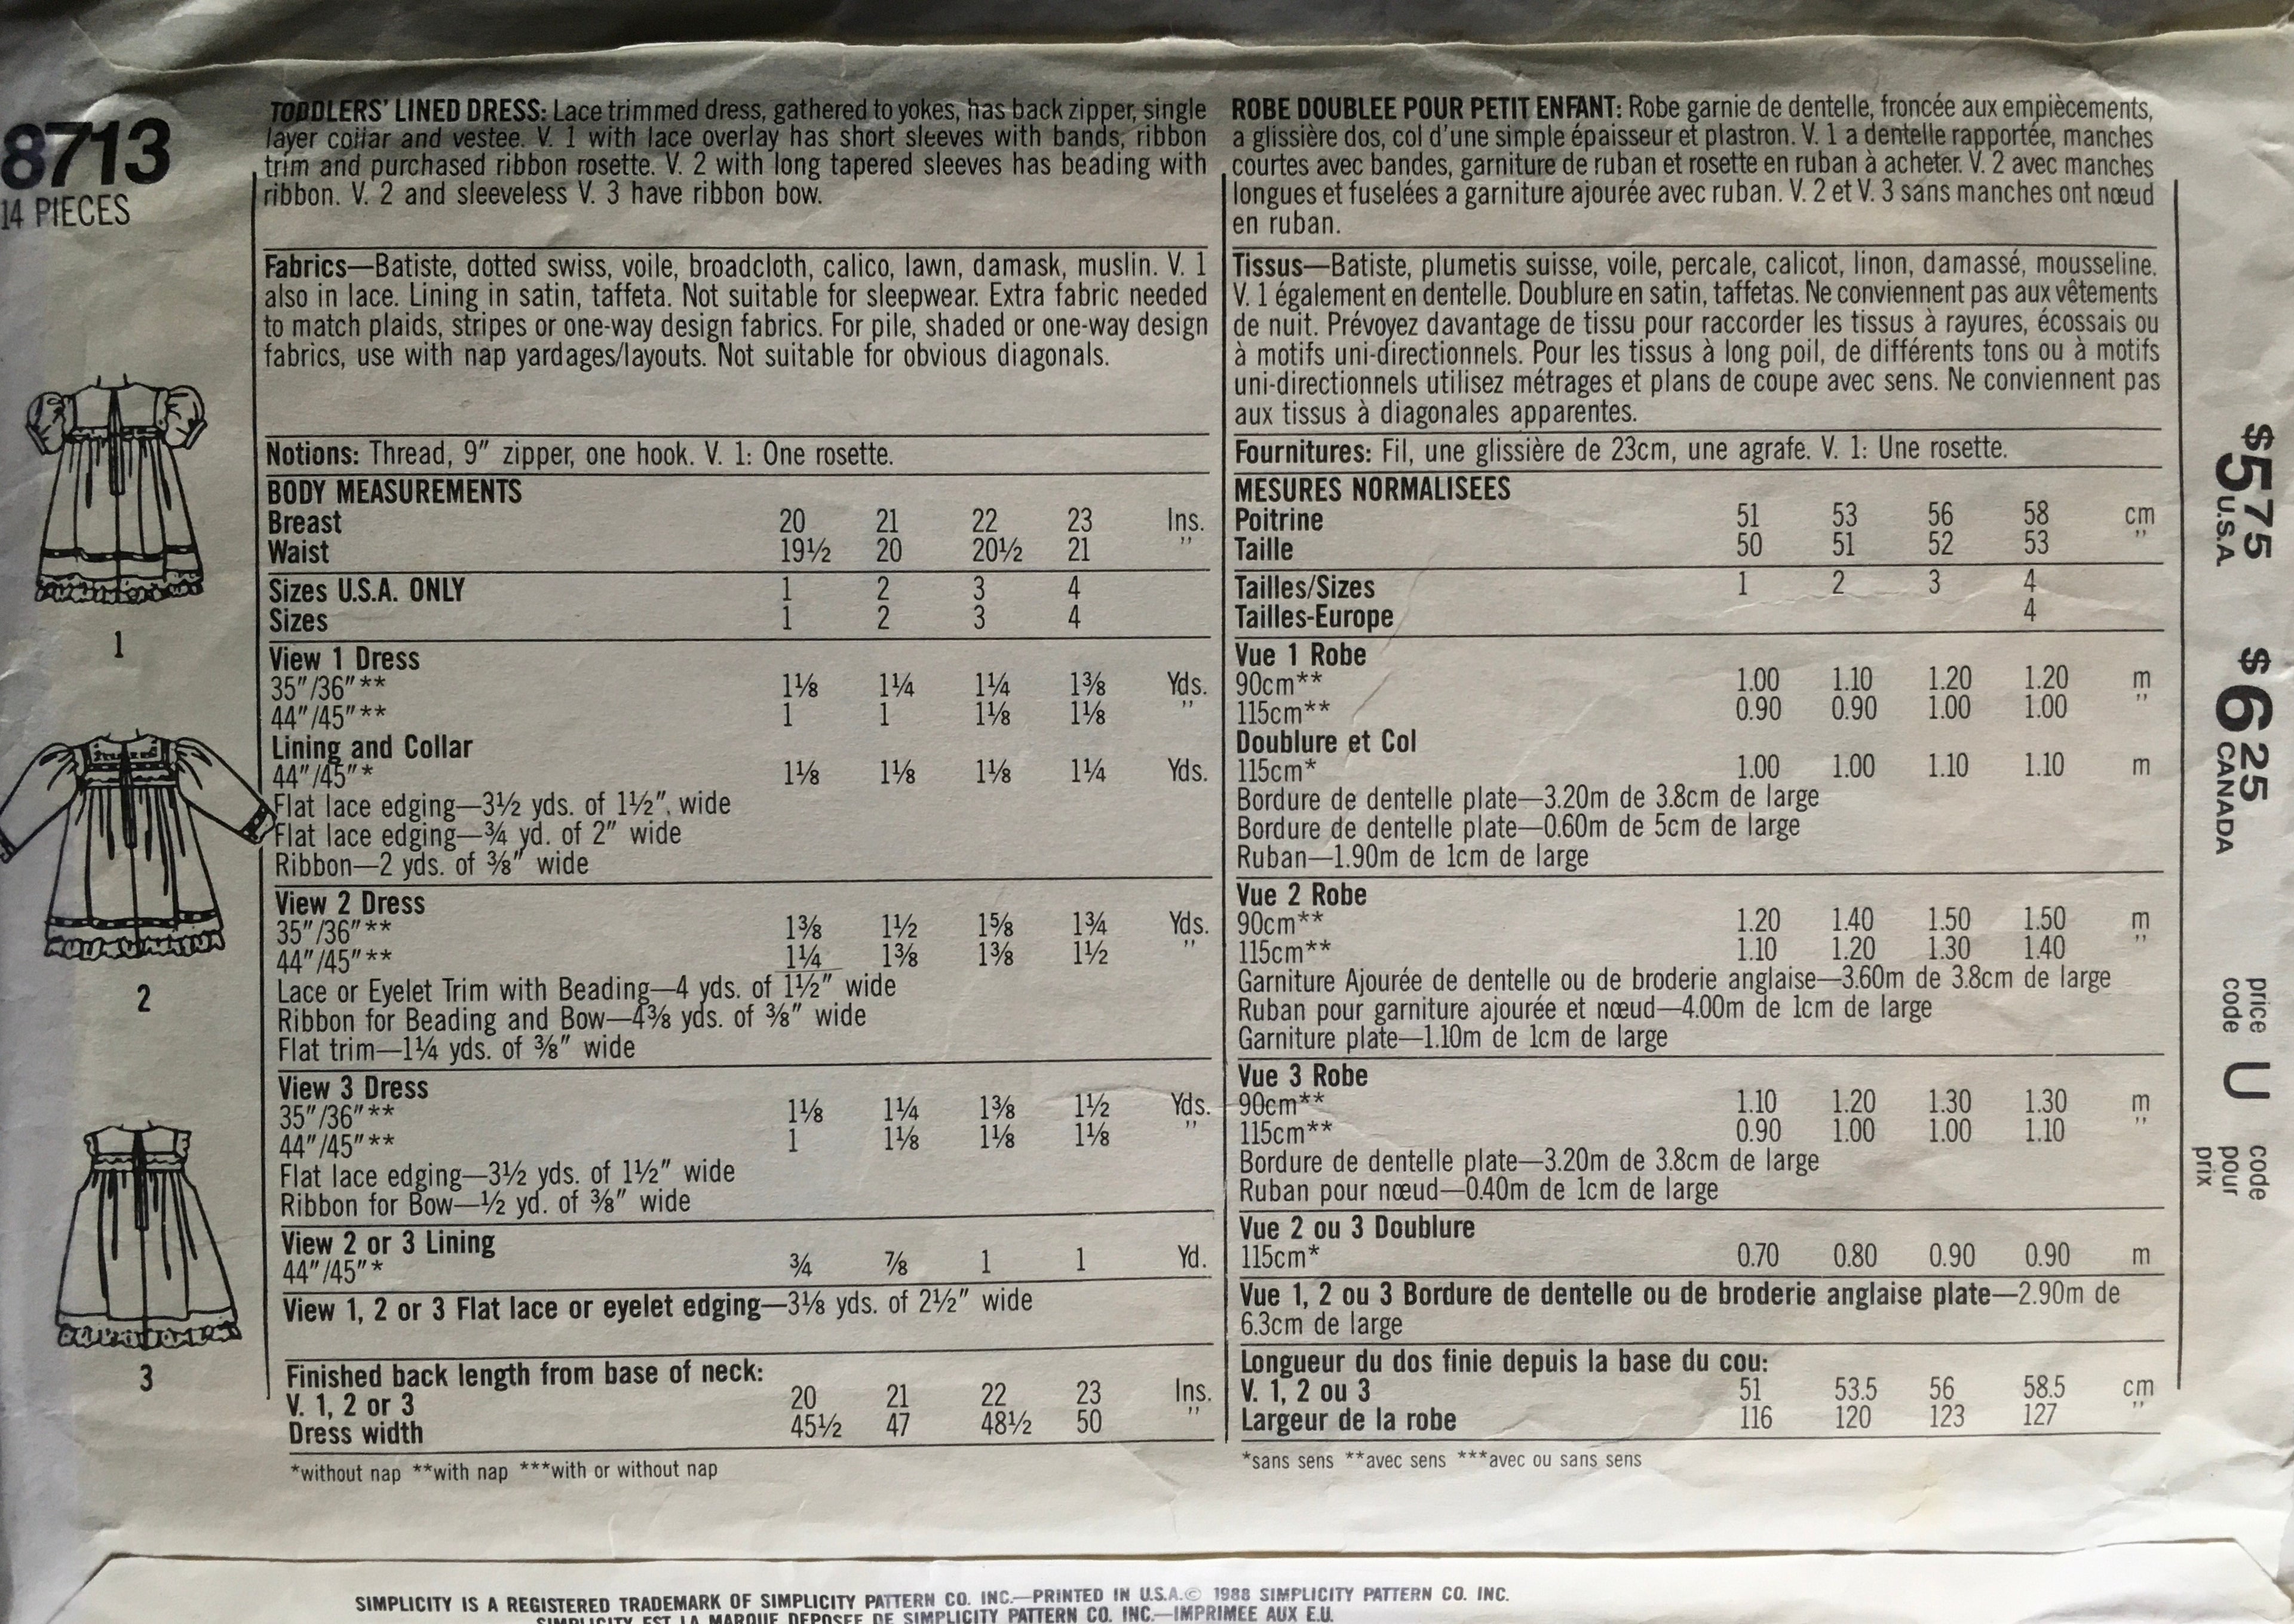 8713
14 PIECES
1
2
3
TODDLERS' LINED DRESS: Lace trimmed dress, gathered to yokes, has back zipper, single
layer collar and vestee. V. 1 with lace overlay has short sleeves with bands, ribbon
trim and purchased ribbon rosette. V. 2 with long tapered sleeves has beading with
ribbon. V. 2 and sleeveless V. 3 have ribbon bow.
Fabrics—Batiste, dotted swiss, voile, broadcloth, calico, lawn, damask, muslin. V. 1
also in lace. Lining in satin, taffeta. Not suitable for sleepwear. Extra fabric needed
to match plaids, stripes or one-way design fabrics. For pile, shaded or one-way design
fabrics, use with nap yardages/layouts. Not suitable for obvious diagonals.
Notions: Thread, 9" zipper, one hook. V. 1: One rosette.
BODY MEASUREMENTS
Breast 20 21 22 23 Ins.
Waist 19½ 20 20½ 21 "
Sizes U.S.A. ONLY 1 2 3 4
Sizes 1 2 3 4
View 1 Dress
35"/36"** 1⅛ 1¼ 1¼ 1⅜ Yds.
44"/45"** 1 1 1⅛ 1⅛ "
Lining and Collar
44"/45"* 1⅛ 1⅛ 1⅛ 1¼ Yds.
Flat lace edging—3½ yds. of 1½" wide
Flat lace edging—¾ yd. of 2" wide
Ribbon—2 yds. of ⅜" wide
View 2 Dress
35"/36"** 1⅜ 1½ 1⅝ 1¾ Yds.
44"/45"** 1¼ 1⅜ 1⅜ 1½ "
Lace or Eyelet Trim with Beading—4 yds. of 1½" wide
Ribbon for Beading and Bow—4⅜ yds. of ⅜" wide
Flat trim—1¼ yds. of ⅜" wide
View 3 Dress
35"/36"** 1⅛ 1¼ 1⅜ 1½ Yds.
44"/45"** 1 1⅛ 1⅛ 1⅛ "
Flat lace edging—3½ yds. of 1½" wide
Ribbon for Bow—½ yd. of ⅜" wide
View 2 or 3 Lining
44"/45"* ¾ ⅞ 1 1 Yd.
View 1, 2 or 3 Flat lace or eyelet edging—3⅛ yds. of 2½" wide
Finished back length from base of neck:
V. 1, 2 or 3 20 21 22 23 Ins.
Dress width 45½ 47 48½ 50 "
*without nap **with nap ***with or without nap
ROBE DOUBLEE POUR PETIT ENFANT: Robe garnie de dentelle, froncée aux empiècements,
a glissière dos, col d'une simple épaisseur et plastron. V. 1 a dentelle rapportée, manches
courtes avec bandes, garniture de ruban et rosette en ruban à acheter. V. 2 avec manches
longues et fuselées a garniture ajourée avec ruban. V. 2 et V. 3 sans manches ont nœud
en ruban.
Tissus—Batiste, plumetis suisse, voile, percale, calicot, linon, damassé, mousseline.
V. 1 également en dentelle. Doublure en satin, taffetas. Ne conviennent pas aux vêtements
de nuit. Prévoyez davantage de tissu pour raccorder les tissus à rayures, écossais ou
à motifs uni-directionnels. Pour les tissus à long poil, de différents tons ou à motifs
uni-directionnels utilisez métrages et plans de coupe avec sens. Ne conviennent pas
aux tissus à diagonales apparentes.
Fournitures: Fil, une glissière de 23cm, une agrafe. V. 1: Une rosette.
MESURES NORMALISEES
Poitrine 51 53 56 58 cm
Taille 50 51 52 53 "
Tailles/Sizes 1 2 3 4
Tailles-Europe 4
Vue 1 Robe
90cm** 1.00 1.10 1.20 1.20 m
115cm** 0.90 0.90 1.00 1.00 "
Doublure et Col
115cm* 1.00 1.00 1.10 1.10 m
Bordure de dentelle plate—3.20m de 3.8cm de large
Bordure de dentelle plate—0.60m de 5cm de large
Ruban—1.90m de 1cm de large
Vue 2 Robe
90cm** 1.20 1.40 1.50 1.50 m
115cm** 1.10 1.20 1.30 1.40 "
Garniture Ajourée de dentelle ou de broderie anglaise—3.60m de 3.8cm de large
Ruban pour garniture ajourée et nœud—4.00m de 1cm de large
Garniture plate—1.10m de 1cm de large
Vue 3 Robe
90cm** 1.10 1.20 1.30 1.30 m
115cm** 0.90 1.00 1.00 1.10 "
Bordure de dentelle plate—3.20m de 3.8cm de large
Ruban pour nœud—0.40m de 1cm de large
Vue 2 ou 3 Doublure
115cm* 0.70 0.80 0.90 0.90 m
Vue 1, 2 ou 3 Bordure de dentelle ou de broderie anglaise plate—2.90m de
6.3cm de large
Longueur du dos finie depuis la base du cou:
V. 1, 2 ou 3 51 53.5 56 58.5 cm
Largeur de la robe 116 120 123 127 "
*sans sens **avec sens ***avec ou sans sens
$5 75 U.S.A
$6 25 CANADA
price
code
U
code
pour
prix
SIMPLICITY IS A REGISTERED TRADEMARK OF SIMPLICITY PATTERN CO. INC.—PRINTED IN U.S.A.© 1988 SIMPLICITY PATTERN CO. INC.
SIMPLICITY EST LA MARQUE DEPOSEE DE SIMPLICITY PATTERN CO. INC.—IMPRIMEE AUX E.U.